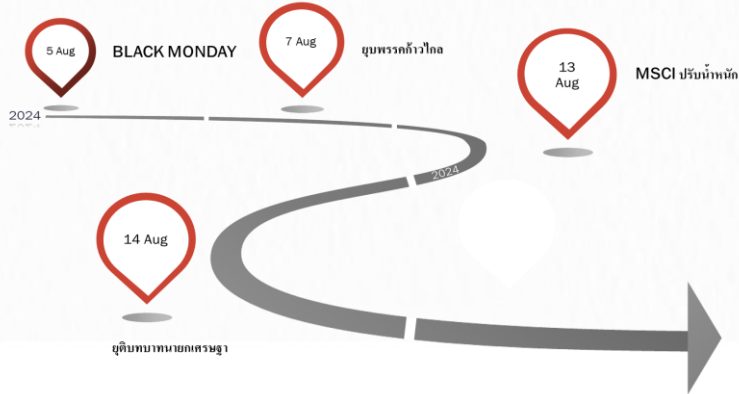 5 Aug
BLACK MONDAY
7 Aug
ยุบพรรคก้าวไกล
13
Aug
MSCI ปรับน้ำหนัก
2024
2024
14 Aug
ยุติบทบาทนายกเศรษฐา